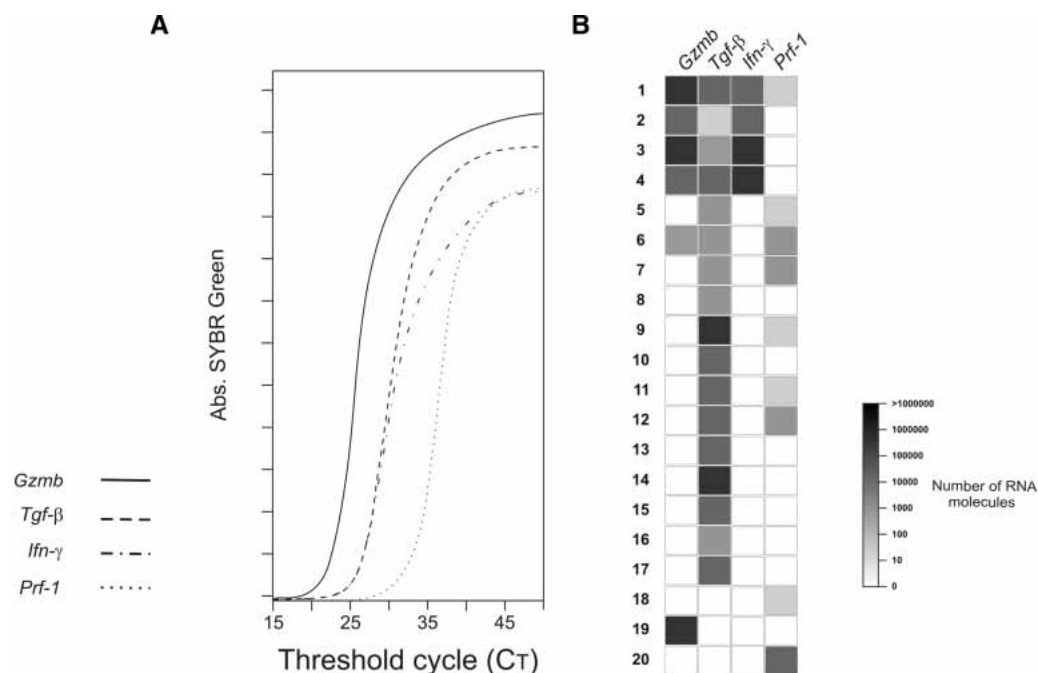 A
Abs. SYBR Green
15 25 35 45
Threshold cycle (CT)
Gzmb
Tgf-β
Ifn-γ
Prf-1
B
Gzmb Tgf-β Ifn-γ Prf-1
1
2
3
4
5
6
7
8
9
10
11
12
13
14
15
16
17
18
19
20
>1000000
1000000
100000
10000
1000
100
10
0
Number of RNA
molecules